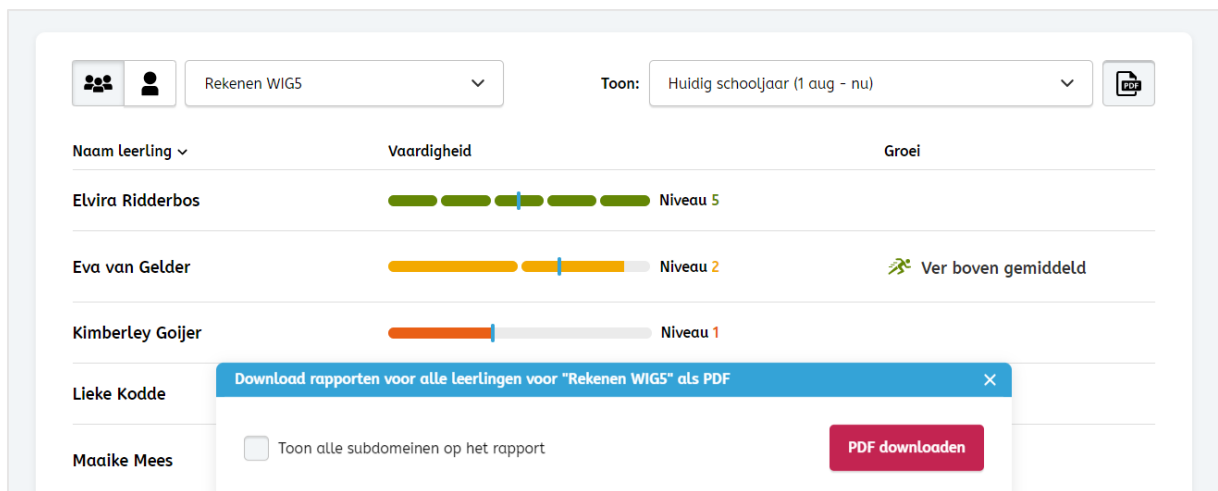 Rekenen WIG5 Toon: Huidig schooljaar (1 aug - nu) PDF
Naam leerling Vaardigheid Groei
Elvira Ridderbos Niveau 5
Eva van Gelder Niveau 2 Ver boven gemiddeld
Kimberley Goijer Niveau 1
Download rapporten voor alle leerlingen voor "Rekenen WIG5" als PDF
Lieke Kodde
Toon alle subdomeinen op het rapport PDF downloaden
Maaike Mees